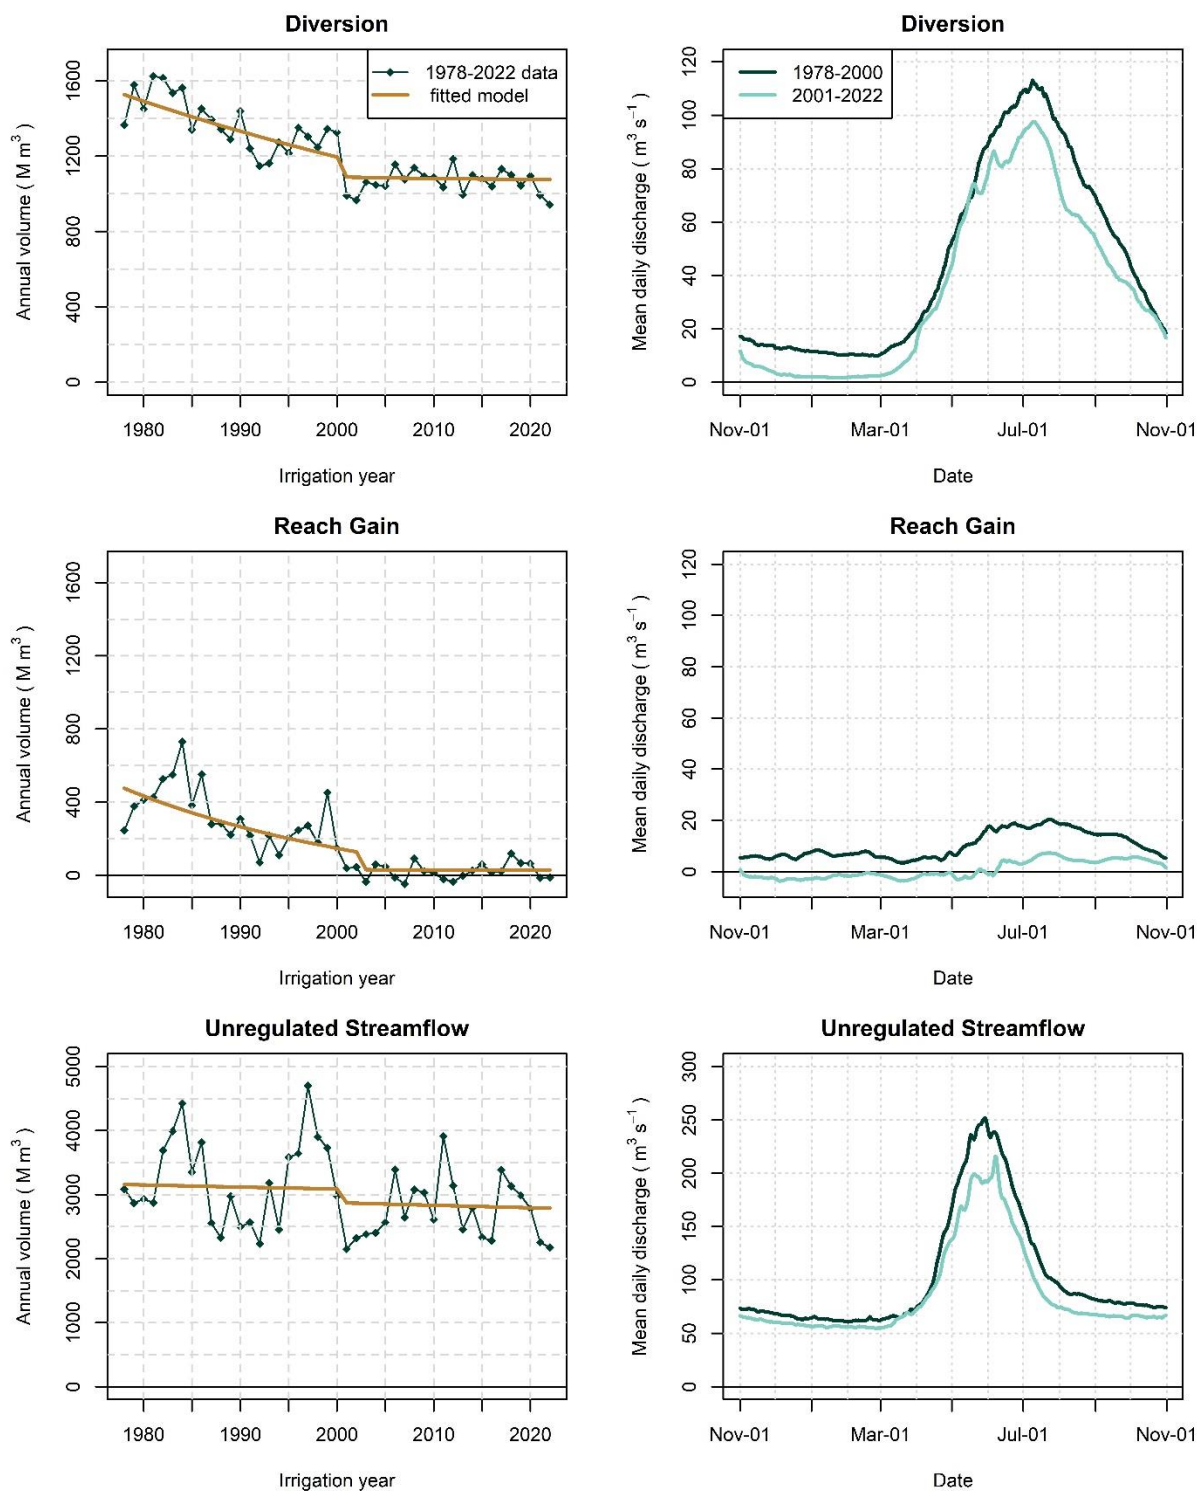 Diversion
Annual volume ( M m³ )
1600
1200
800
400
0
1978-2022 data
fitted model
1980
1990
2000
2010
2020
Irrigation year
Diversion
Mean daily discharge ( m³ s⁻¹ )
120
100
80
60
40
20
0
1978-2000
2001-2022
Nov-01
Mar-01
Jul-01
Nov-01
Date
Reach Gain
Annual volume ( M m³ )
1600
1200
800
400
0
1980
1990
2000
2010
2020
Irrigation year
Reach Gain
Mean daily discharge ( m³ s⁻¹ )
120
100
80
60
40
20
0
Nov-01
Mar-01
Jul-01
Nov-01
Date
Unregulated Streamflow
Annual volume ( M m³ )
5000
4000
3000
2000
1000
0
1980
1990
2000
2010
2020
Irrigation year
Unregulated Streamflow
Mean daily discharge ( m³ s⁻¹ )
300
250
200
150
100
50
0
Nov-01
Mar-01
Jul-01
Nov-01
Date